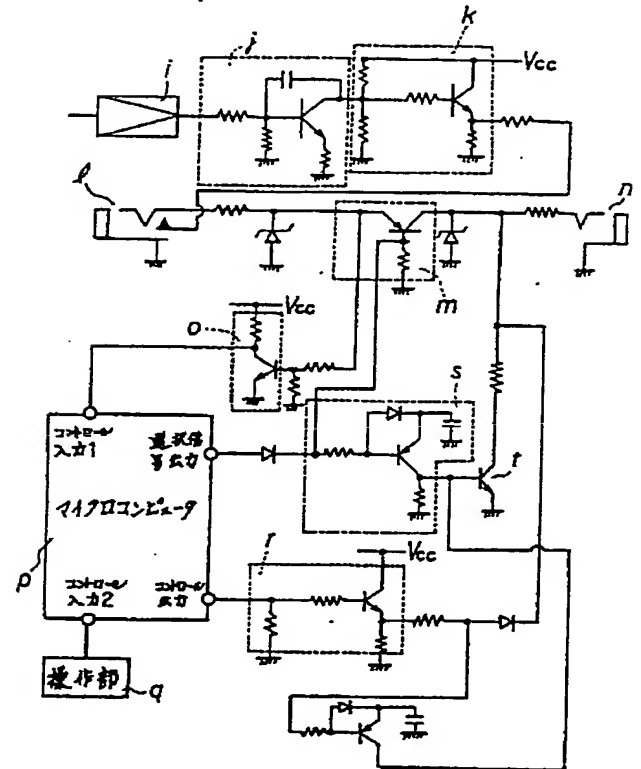 j
k
i
Vcc
l
n
m
Vcc
o
s
コントロール
入力1
選択信
号出力
t
マイクロコンピュータ
p
r
Vcc
コントロール
入力2
コントロール
出力
操作部
q